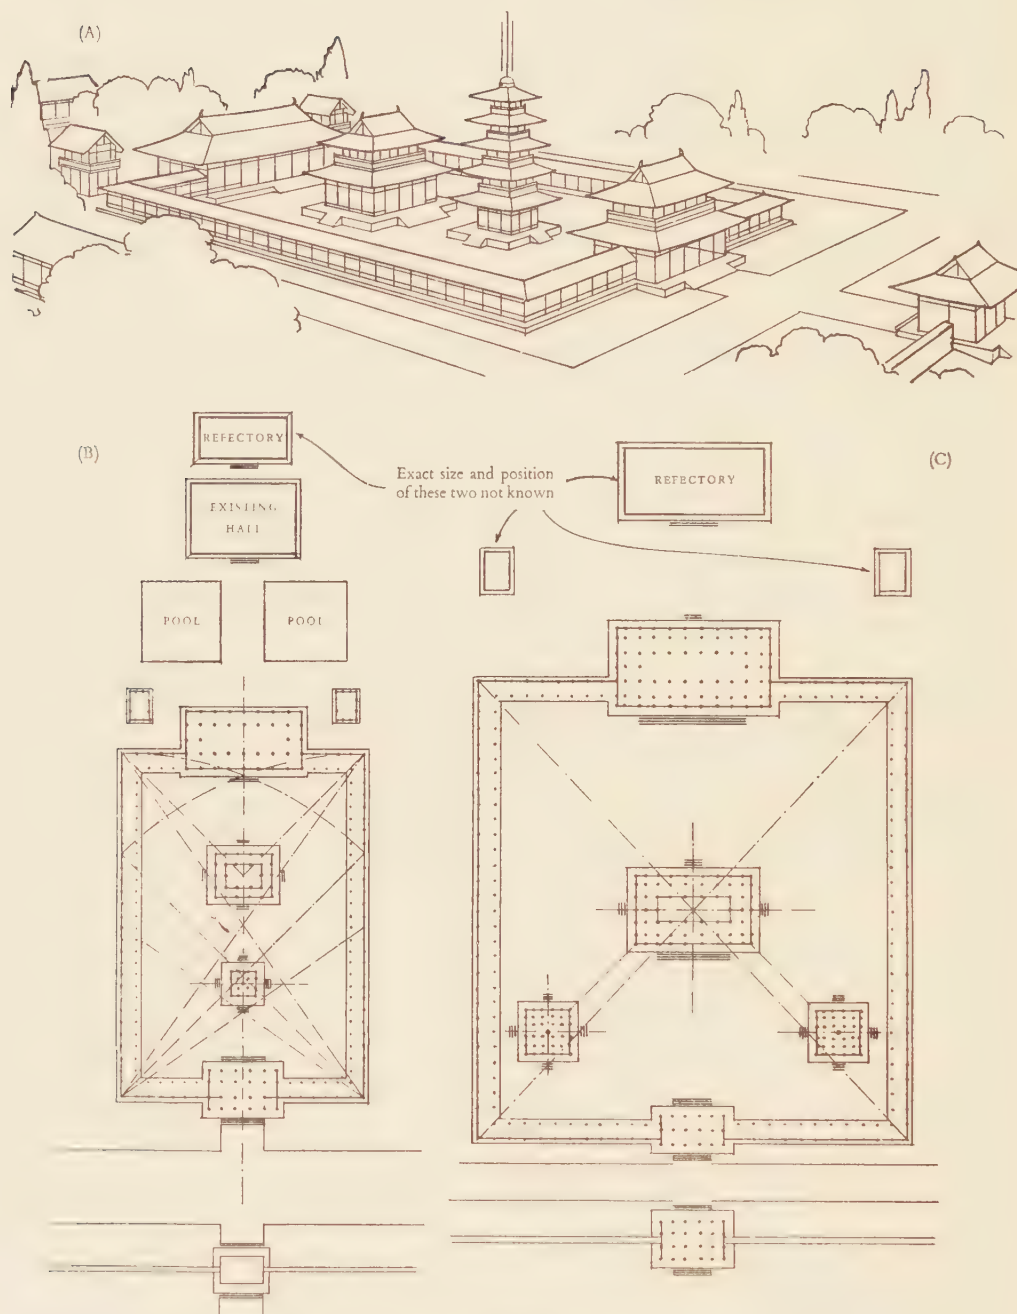 (A)
(B)
REFECTORY
EXISTING
HALL
POOL
POOL
Exact size and position
of these two not known
(C)
REFECTORY